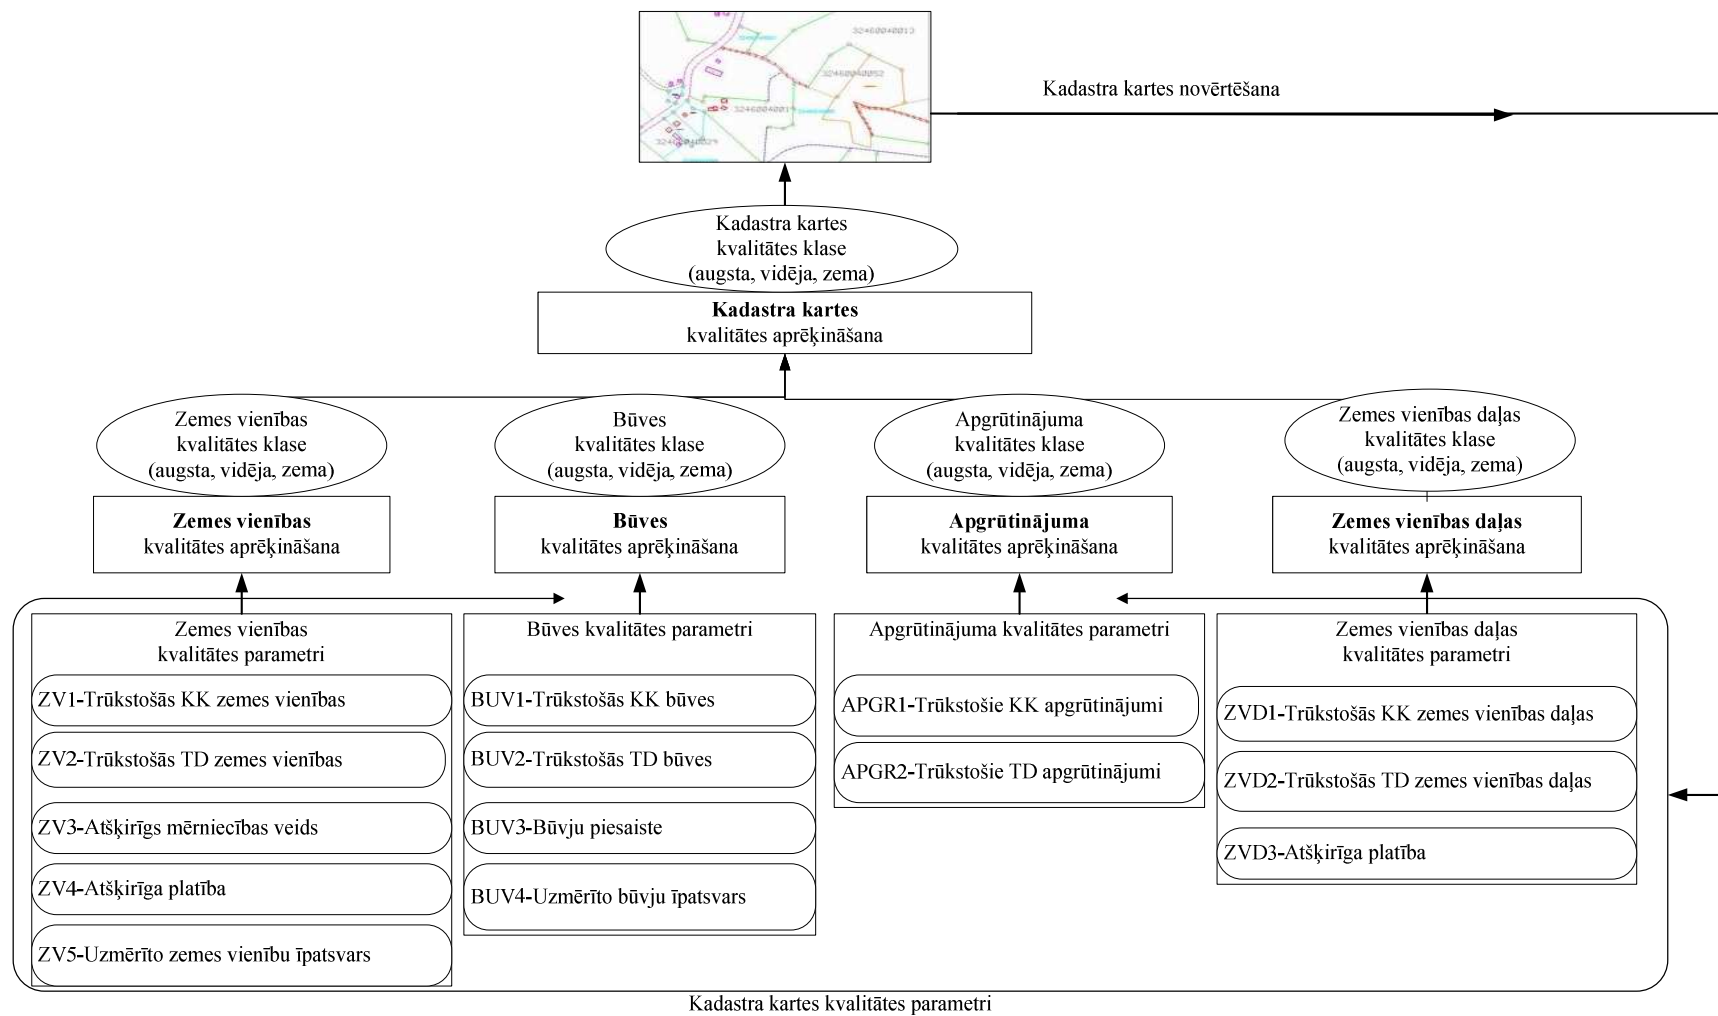 32460040013
32460040052
32460040029
Kadastra kartes novērtēšana
Kadastra kartes
kvalitātes klase
(augsta, vidēja, zema)
Kadastra kartes
kvalitātes aprēķināšana
Zemes vienības
kvalitātes klase
(augsta, vidēja, zema)
Būves
kvalitātes klase
(augsta, vidēja, zema)
Apgrūtinājuma
kvalitātes klase
(augsta, vidēja, zema)
Zemes vienības daļas
kvalitātes klase
(augsta, vidēja, zema)
Zemes vienības
kvalitātes aprēķināšana
Būves
kvalitātes aprēķināšana
Apgrūtinājuma
kvalitātes aprēķināšana
Zemes vienības daļas
kvalitātes aprēķināšana
Zemes vienības
kvalitātes parametri
ZV1-Trūkstošās KK zemes vienības
ZV2-Trūkstošās TD zemes vienības
ZV3-Atšķirīgs mērniecības veids
ZV4-Atšķirīga platība
ZV5-Uzmērīto zemes vienību īpatsvars
Būves kvalitātes parametri
BUV1-Trūkstošās KK būves
BUV2-Trūkstošās TD būves
BUV3-Būvju piesaiste
BUV4-Uzmērīto būvju īpatsvars
Apgrūtinājuma kvalitātes parametri
APGR1-Trūkstošie KK apgrūtinājumi
APGR2-Trūkstošie TD apgrūtinājumi
Zemes vienības daļas
kvalitātes parametri
ZVD1-Trūkstošās KK zemes vienības daļas
ZVD2-Trūkstošās TD zemes vienības daļas
ZVD3-Atšķirīga platība
Kadastra kartes kvalitātes parametri